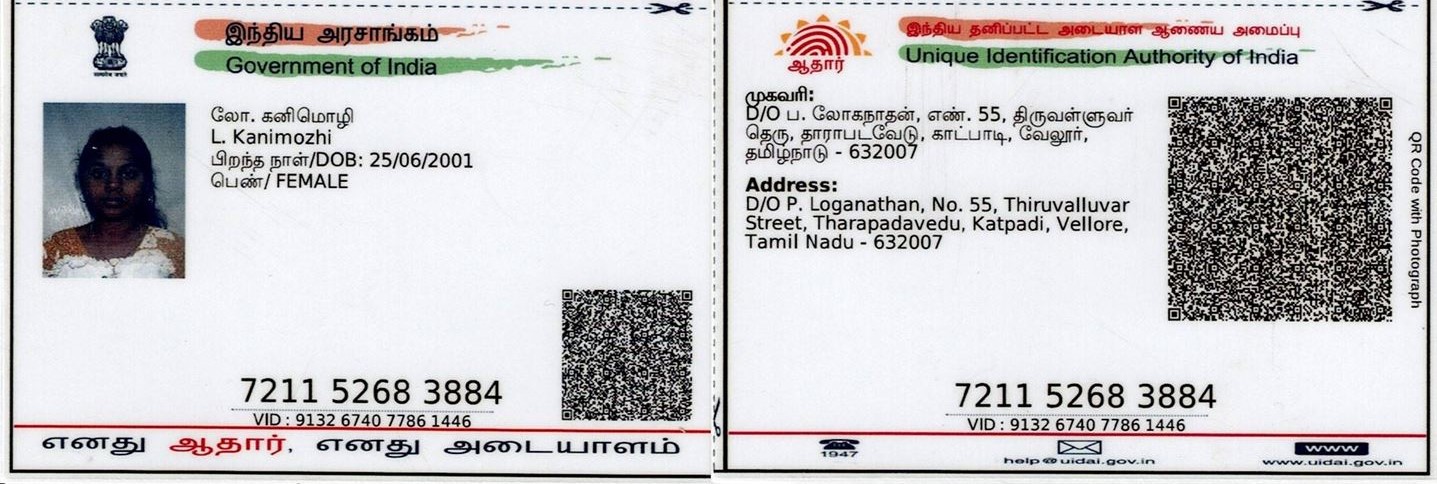 இந்திய அரசாங்கம்
Government of India
லோ. கனிமொழி
L. Kanimozhi
பிறந்த நாள்/DOB: 25/06/2001
பெண்/ FEMALE
7211 5268 3884
VID : 9132 6740 7786 1446
எனது ஆதார், எனது அடையாளம்
ஆதார்
இந்திய தனிப்பட்ட அடையாள ஆணைய அமைப்பு
Unique Identification Authority of India
முகவரி:
D/O ப. லோகநாதன், எண். 55, திருவள்ளுவர்
தெரு, தாராபடவேடு, காட்பாடி, வேலூர்,
தமிழ்நாடு - 632007
Address:
D/O P. Loganathan, No. 55, Thiruvalluvar
Street, Tharapadavedu, Katpadi, Vellore,
Tamil Nadu - 632007
QR Code with Photograph
7211 5268 3884
VID : 9132 6740 7786 1446
1947
help@uidai.gov.in
www
www.uidai.gov.in